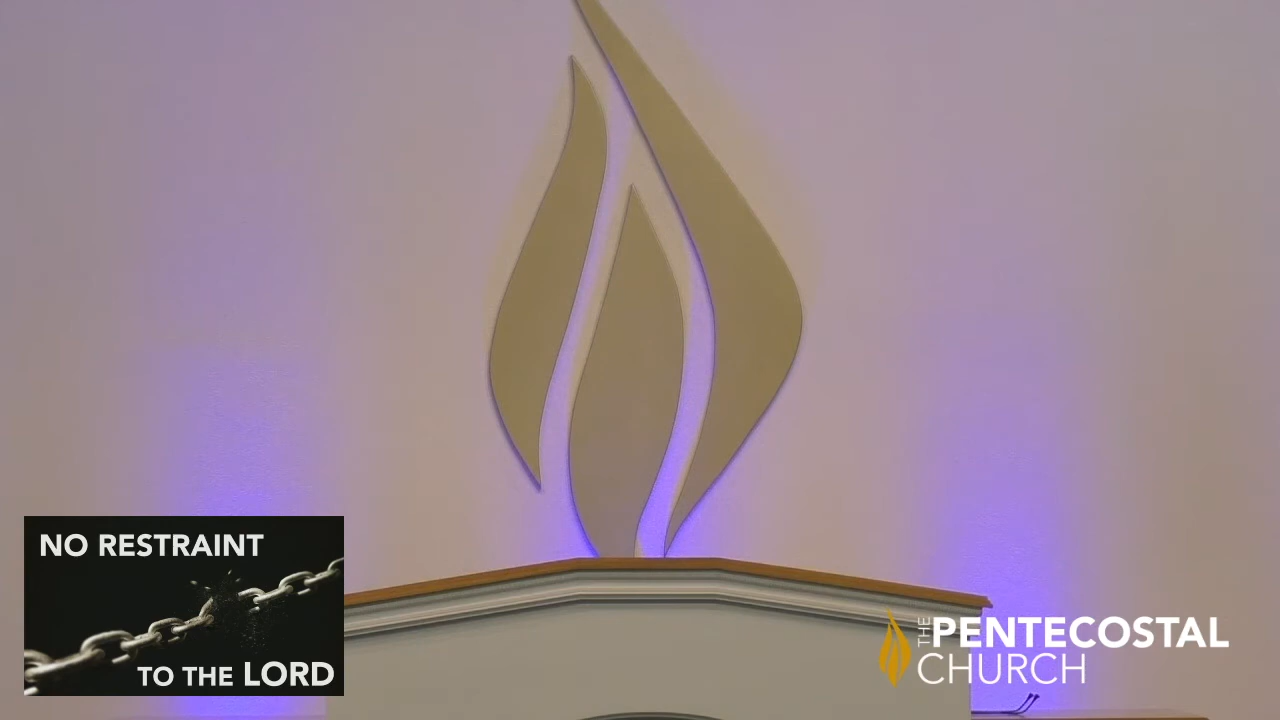 NO RESTRAINT
TO THE LORD
THE PENTECOSTAL
CHURCH